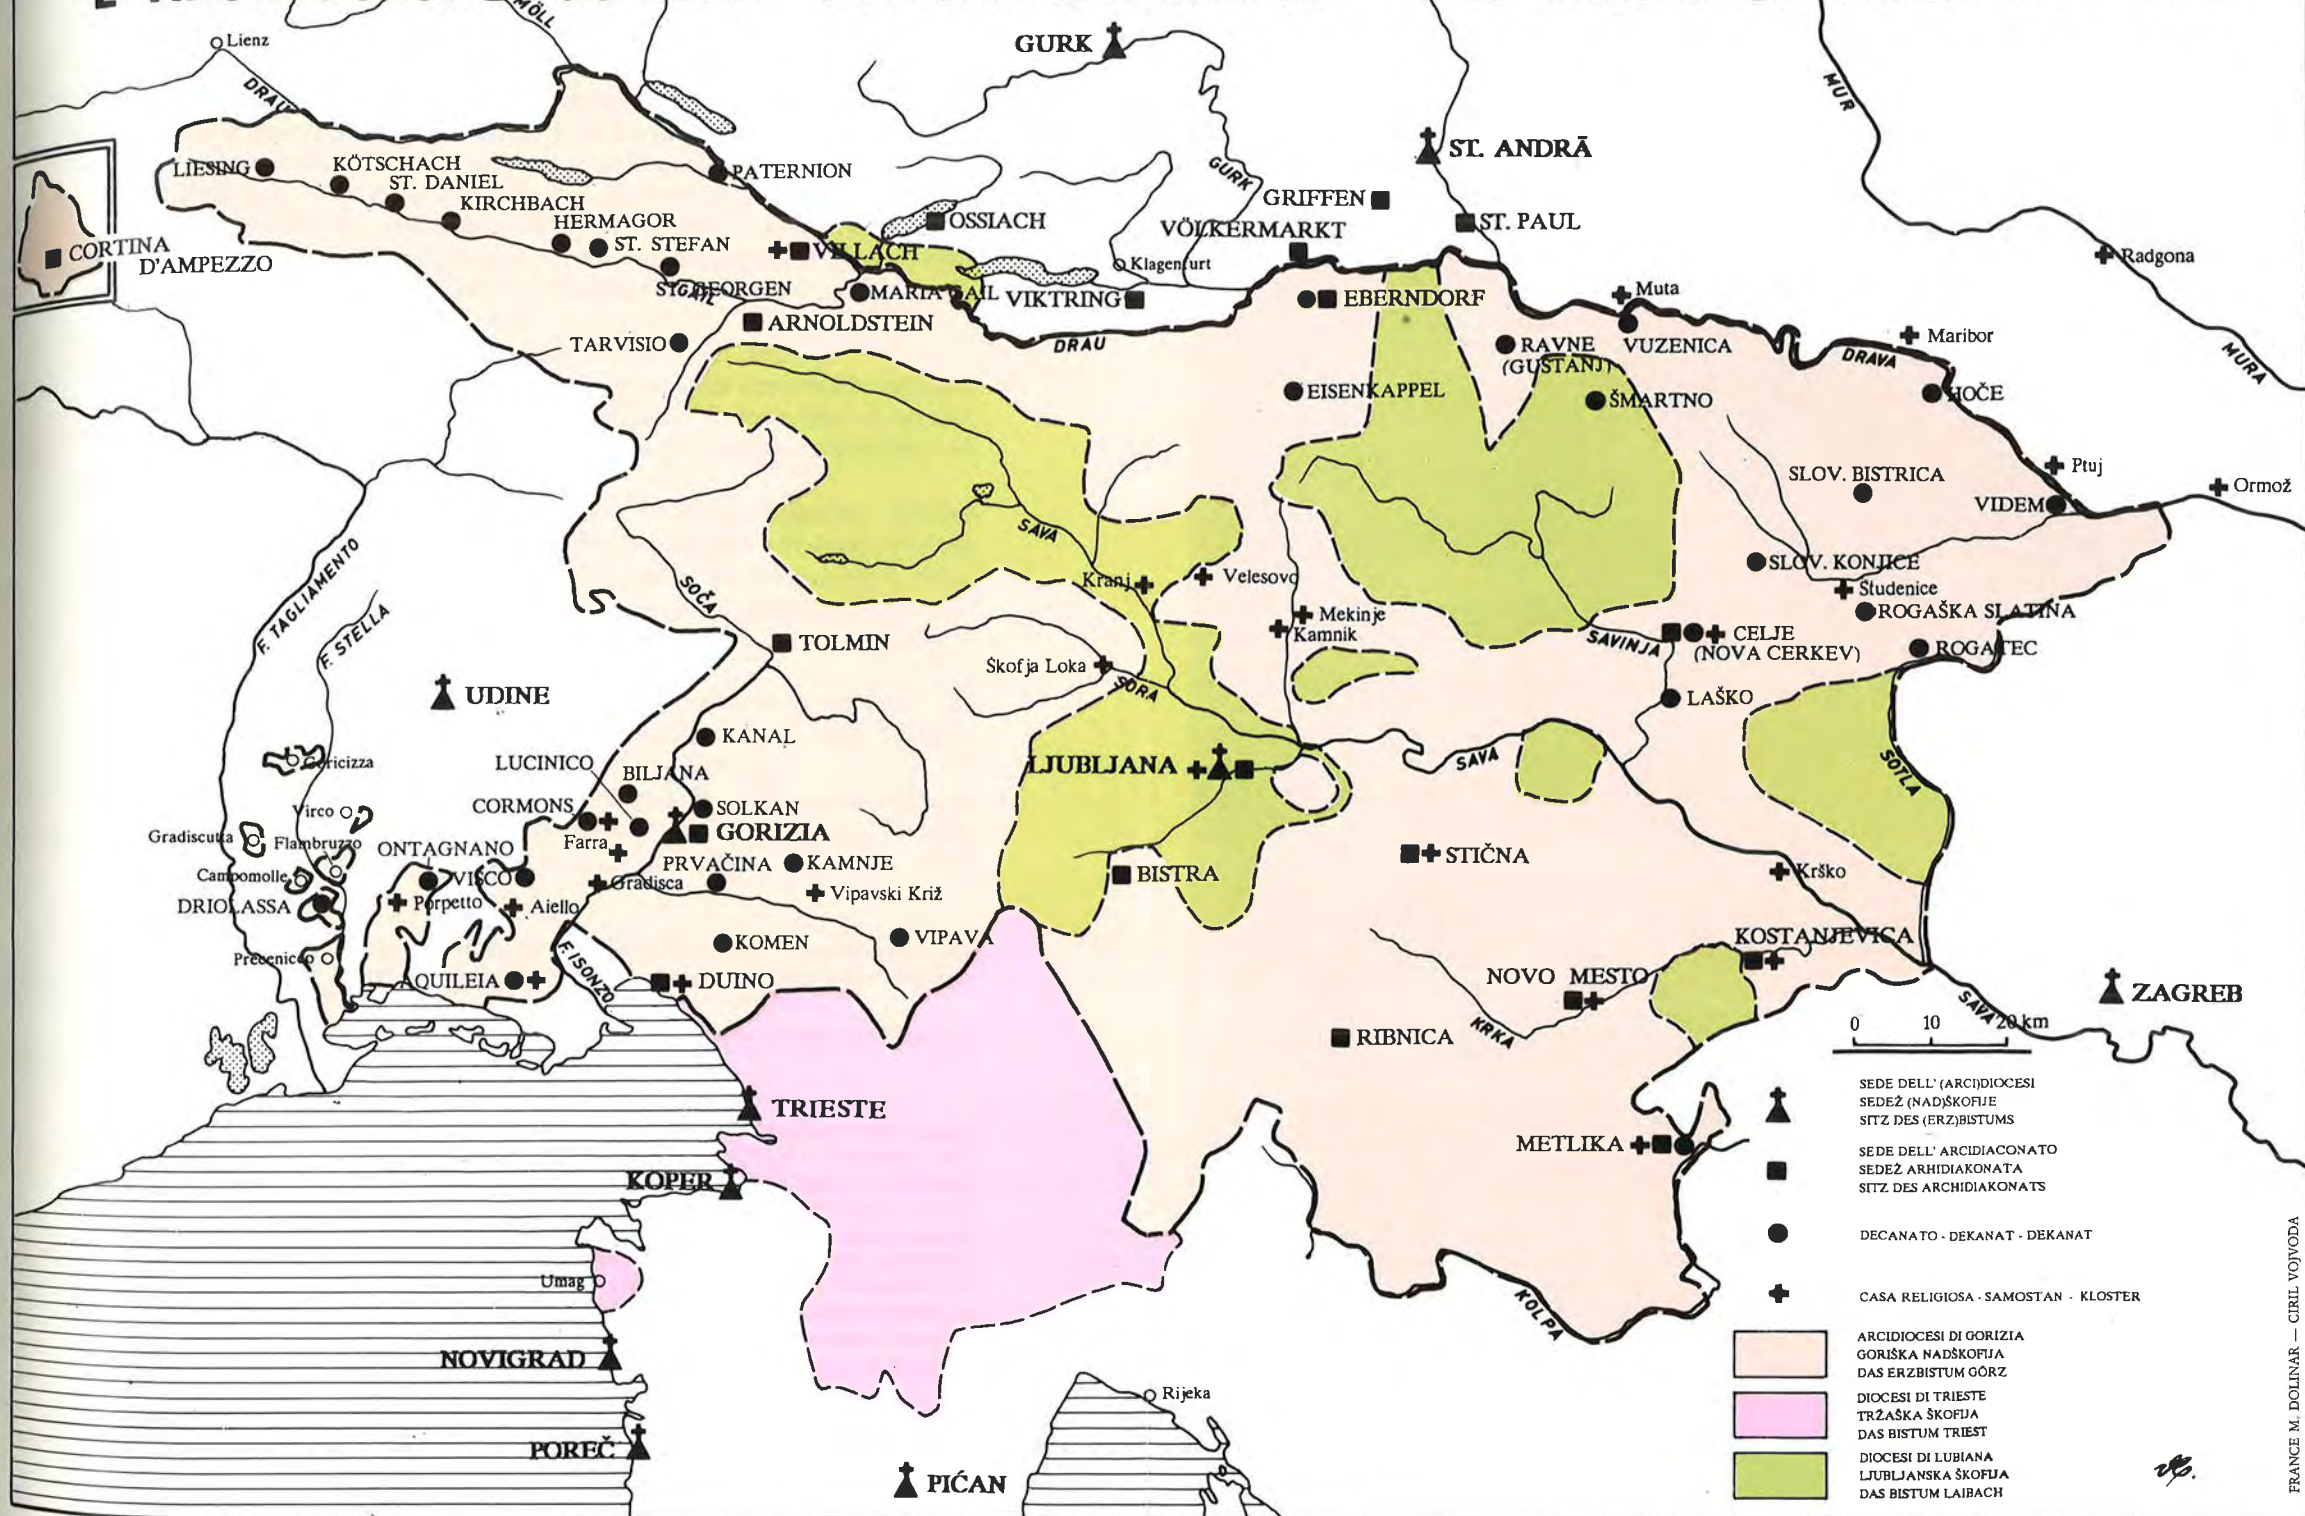 MÖLL
Lienz
DRAU
GURK
MUR
LIESING
KÖTSCHACH
ST. DANIEL
KIRCHBACH
HERMAGOR
ST. STEFAN
PATERNION
GURK
ST. ANDRÄ
GRIFFEN
ST. PAUL
OSSIACH
VÖLKERMARKT
CORTINA
D'AMPEZZO
VILLACH
Klagenfurt
Radgona
ST. GEORGEN
GAIL
MARIA GAIL
VIKTRING
EBERNDORF
Muta
ARNOLDSTEIN
TARVISIO
DRAU
RAVNE
(GUŠTANJ)
VUZENICA
DRAVA
Maribor
MURA
EISENKAPPEL
ŠMARTNO
HOČE
SLOV. BISTRICA
Ptuj
VIDEM
Ormož
SAVA
F. TAGLIAMENTO
F. STELLA
SOČA
Kranj
Velesovo
SLOV. KONJICE
Studenice
ROGAŠKA SLATINA
Mekinje
Kamnik
SAVINJA
CELJE
(NOVA CERKEV)
ROGATEC
TOLMIN
Škofja Loka
SORA
UDINE
LAŠKO
KANAL
Goricizza
LUCINICO
BILJANA
LJUBLJANA
SAVA
SOTLA
Virco
CORMONS
SOLKAN
GORIZIA
Gradiscutta
Flambruzzo
ONTAGNANO
Farra
PRVAČINA
KAMNJE
STIČNA
Campomolle
VISCO
Gradisca
Vipavski Križ
BISTRA
Krško
DRIOLASSA
Porpetto
Aiello
KOMEN
VIPAVA
KOSTANJEVICA
Precenicco
F. ISONZO
AQUILEIA
DUINO
NOVO MESTO
ZAGREB
SAVA
KRKA
RIBNICA
0 10 20 km
TRIESTE
METLIKA
KOPER
Umag
KOLPA
NOVIGRAD
Rijeka
POREČ
PIĆAN
SEDE DELL' (ARCI)DIOCESI
SEDEŽ (NAD)ŠKOFIJE
SITZ DES (ERZ)BISTUMS
SEDE DELL' ARCIDIACONATO
SEDEŽ ARHIDIAKONATA
SITZ DES ARCHIDIAKONATS
DECANATO - DEKANAT - DEKANAT
CASA RELIGIOSA - SAMOSTAN - KLOSTER
ARCIDIOCESI DI GORIZIA
GORIŠKA NADŠKOFIJA
DAS ERZBISTUM GÖRZ
DIOCESI DI TRIESTE
TRŽAŠKA ŠKOFIJA
DAS BISTUM TRIEST
DIOCESI DI LUBIANA
LJUBLJANSKA ŠKOFIJA
DAS BISTUM LAIBACH
FRANCE M. DOLINAR — CIRIL VOJVODA